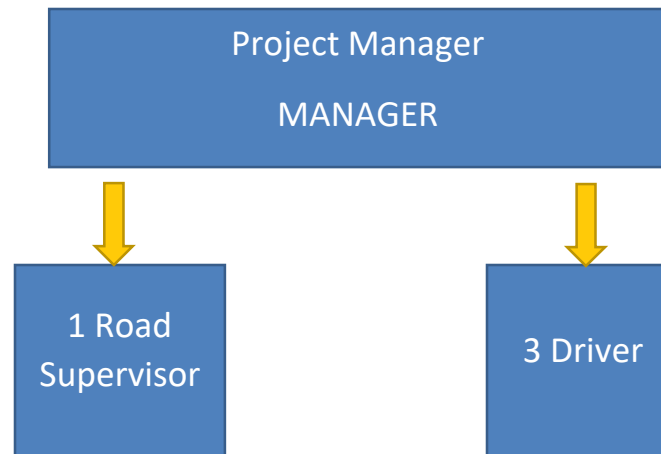 Project Manager
MANAGER
1 Road
Supervisor
3 Driver